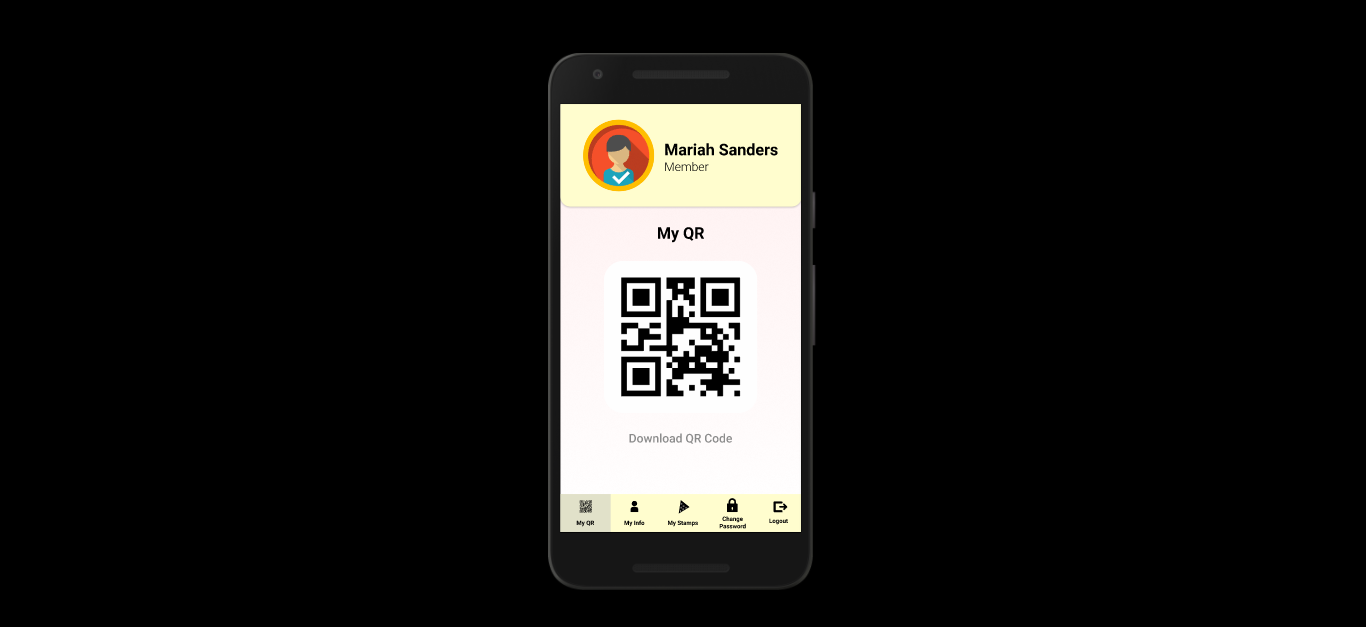 Mariah Sanders
Member
My QR
Download QR Code
My QR
My Info
My Stamps
Change
Password
Logout